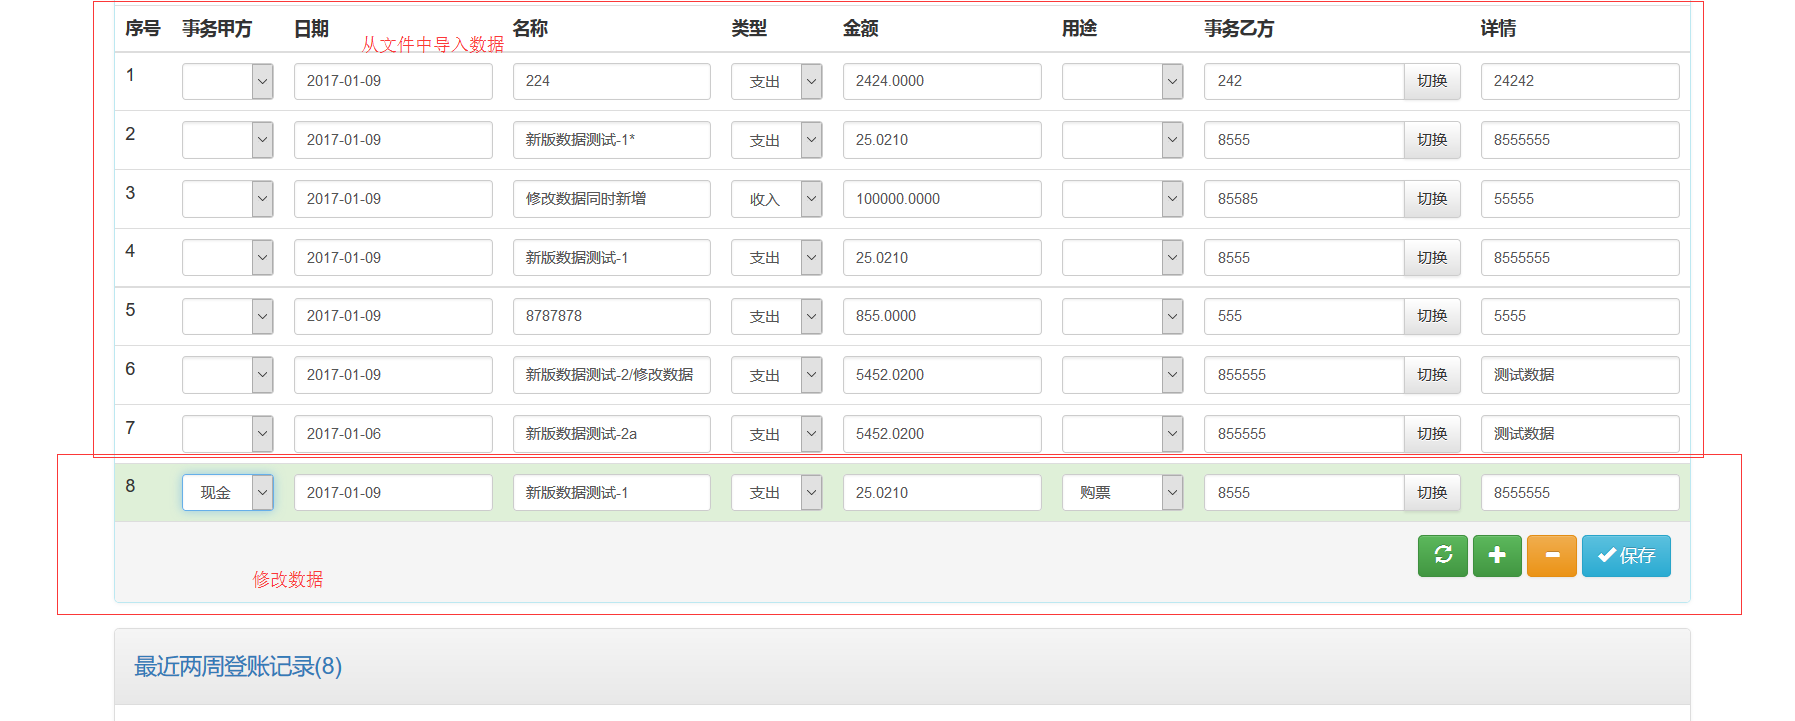 序号 事务甲方 日期 名称 类型 金额 用途 事务乙方 详情
从文件中导入数据
1 2017-01-09 224 支出 2424.0000 242 切换 24242
2 2017-01-09 新版数据测试-1* 支出 25.0210 8555 切换 8555555
3 2017-01-09 修改数据同时新增 收入 100000.0000 85585 切换 55555
4 2017-01-09 新版数据测试-1 支出 25.0210 8555 切换 8555555
5 2017-01-09 8787878 支出 855.0000 555 切换 5555
6 2017-01-09 新版数据测试-2/修改数据 支出 5452.0200 855555 切换 测试数据
7 2017-01-06 新版数据测试-2a 支出 5452.0200 855555 切换 测试数据
8 现金 2017-01-09 新版数据测试-1 支出 25.0210 购票 8555 切换 8555555
保存
修改数据
最近两周登账记录(8)